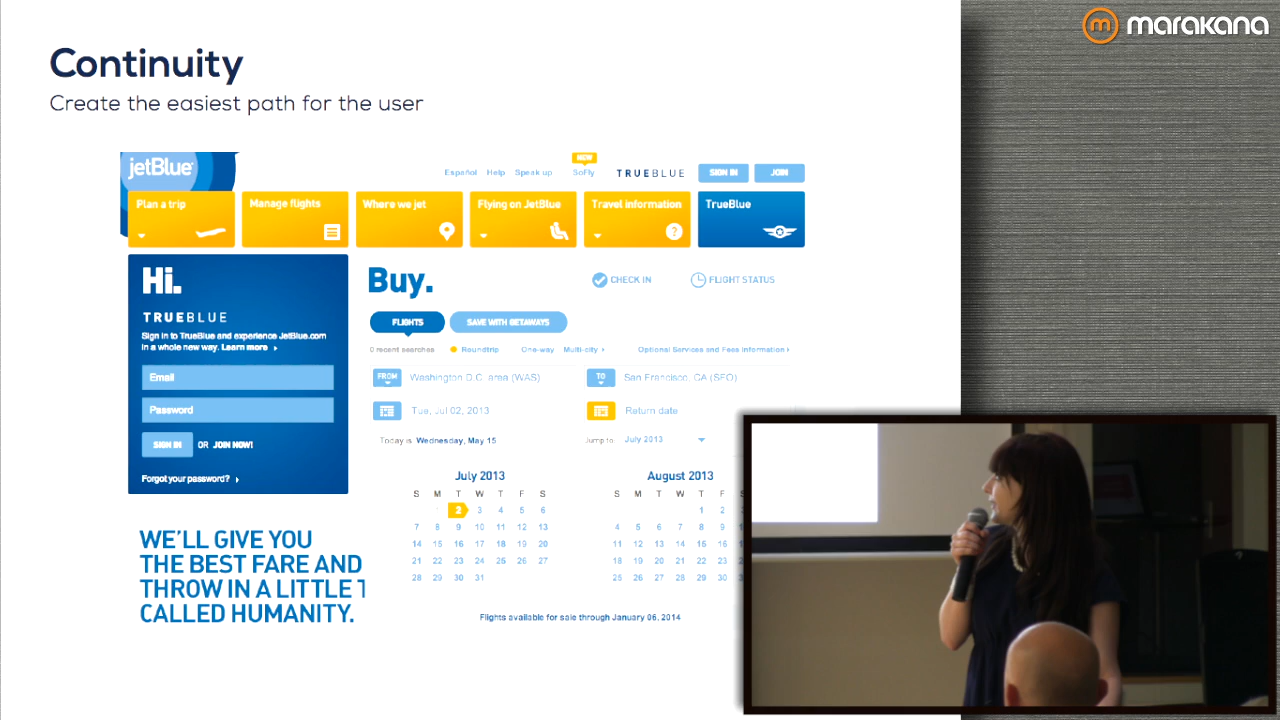 marakana
Continuity
Create the easiest path for the user
jetBlue
NEW
Español Help Speak up SoFly TRUEBLUE SIGN IN JOIN
Plan a trip Manage flights Where we jet Flying on JetBlue Travel information TrueBlue
Hi.
TRUEBLUE
Sign in to TrueBlue and experience JetBlue.com
in a whole new way. Learn more
Email
Password
SIGN IN OR JOIN NOW!
Forgot your password?
WE'LL GIVE YOU
THE BEST FARE AND
THROW IN A LITTLE
CALLED HUMANITY.
Buy. CHECK IN FLIGHT STATUS
FLIGHTS SAVE WITH GETAWAYS
0 recent searches Roundtrip One-way Multi-city Optional Services and Fees information
FROM Washington D.C. area (WAS) TO San Francisco, CA (SFO)
Tue, Jul 02, 2013 Return date
Today is Wednesday, May 15 Jump to July 2013
July 2013 August 2013
S M T W T F S S M T W T F S
1 2 3 4 5 6 1 2 3
7 8 9 10 11 12 13 4 5 6 7 8 9
14 15 16 17 18 19 20 11 12 13 14 15 16
21 22 23 24 25 26 27 18 19 20 21 22 23
28 29 30 31 25 26 27 28 29 30
Flights available for sale through January 06, 2014